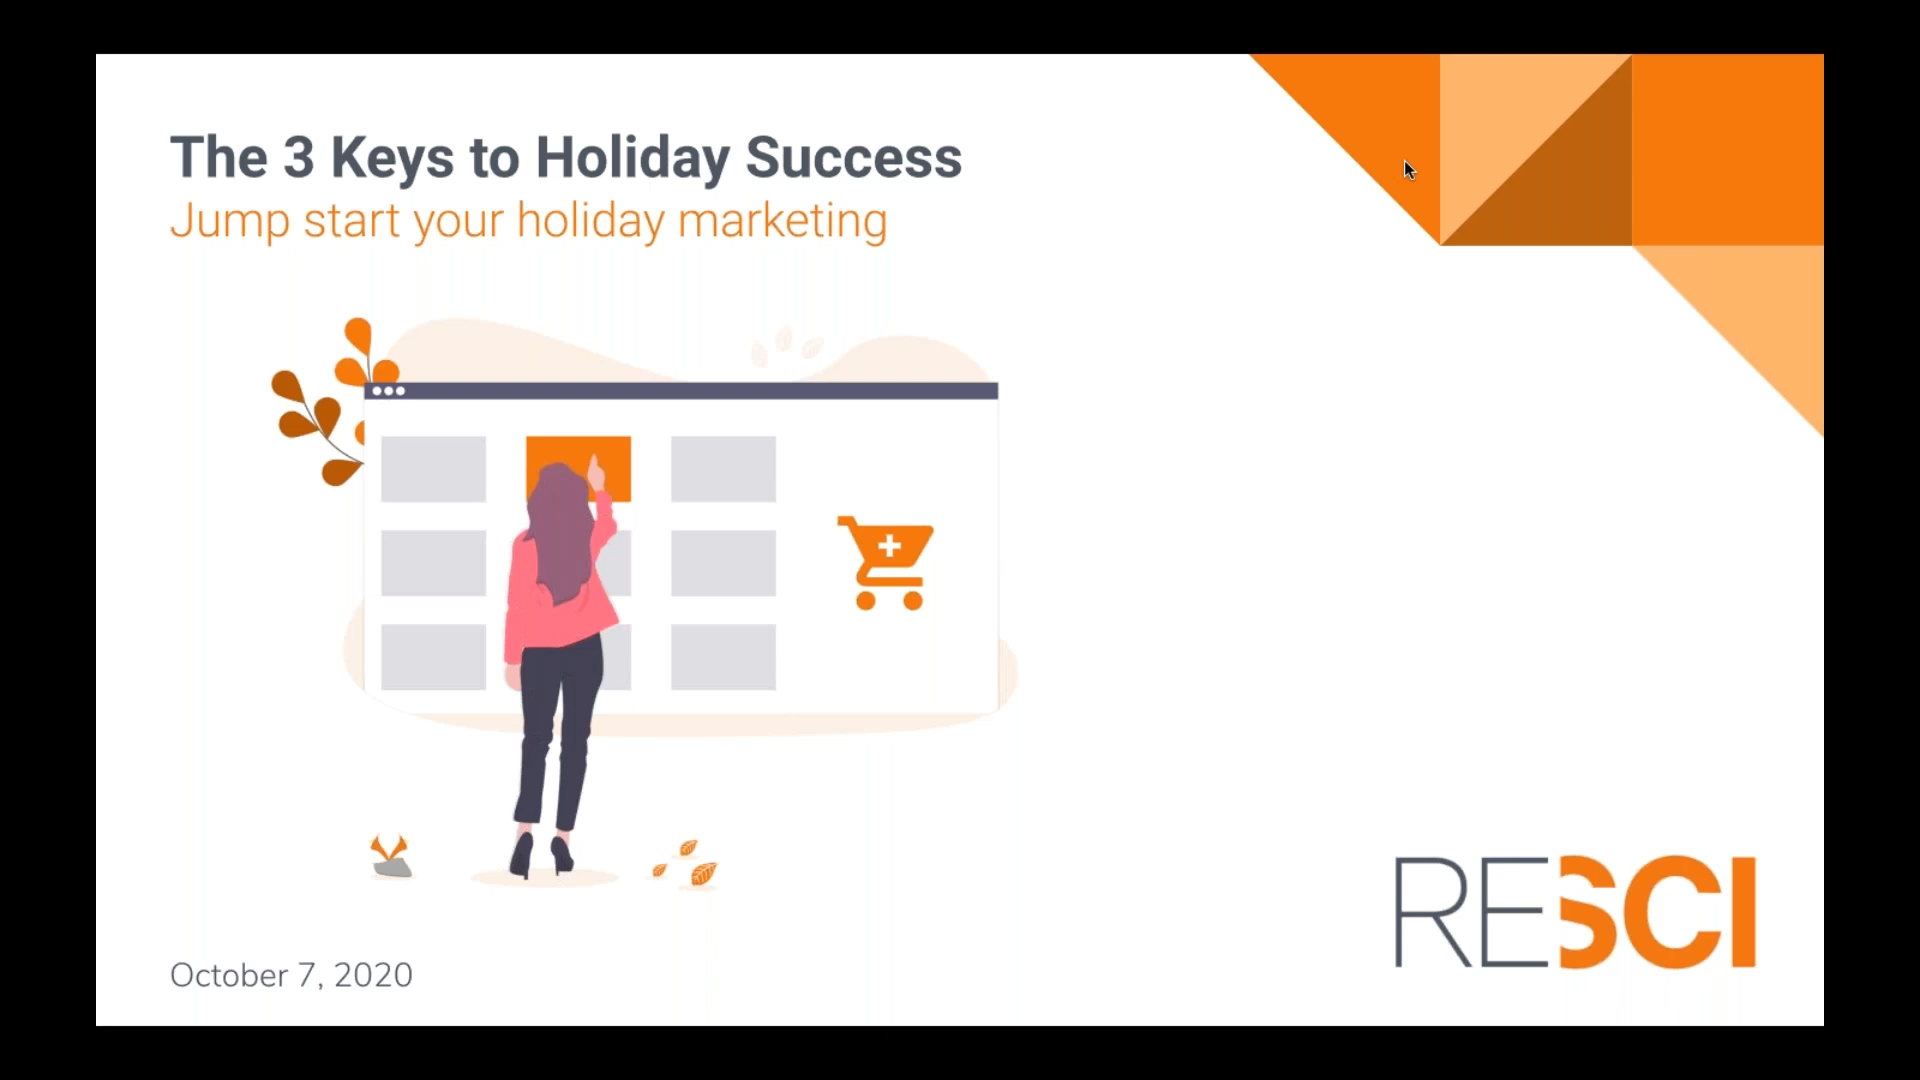 The 3 Keys to Holiday Success
Jump start your holiday marketing
October 7, 2020
RESCI